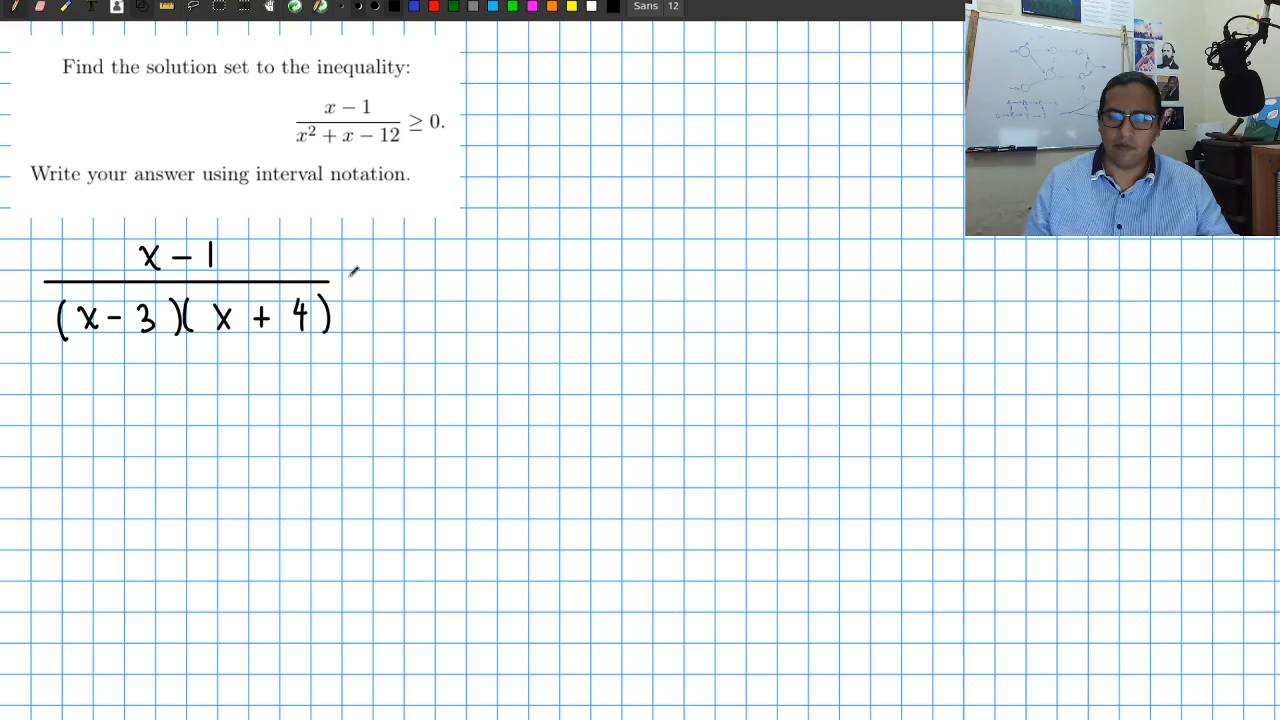 Sans 12
Find the solution set to the inequality:
x − 1
x² + x − 12 ≥ 0.
Write your answer using interval notation.
x − 1
(x − 3)(x + 4)